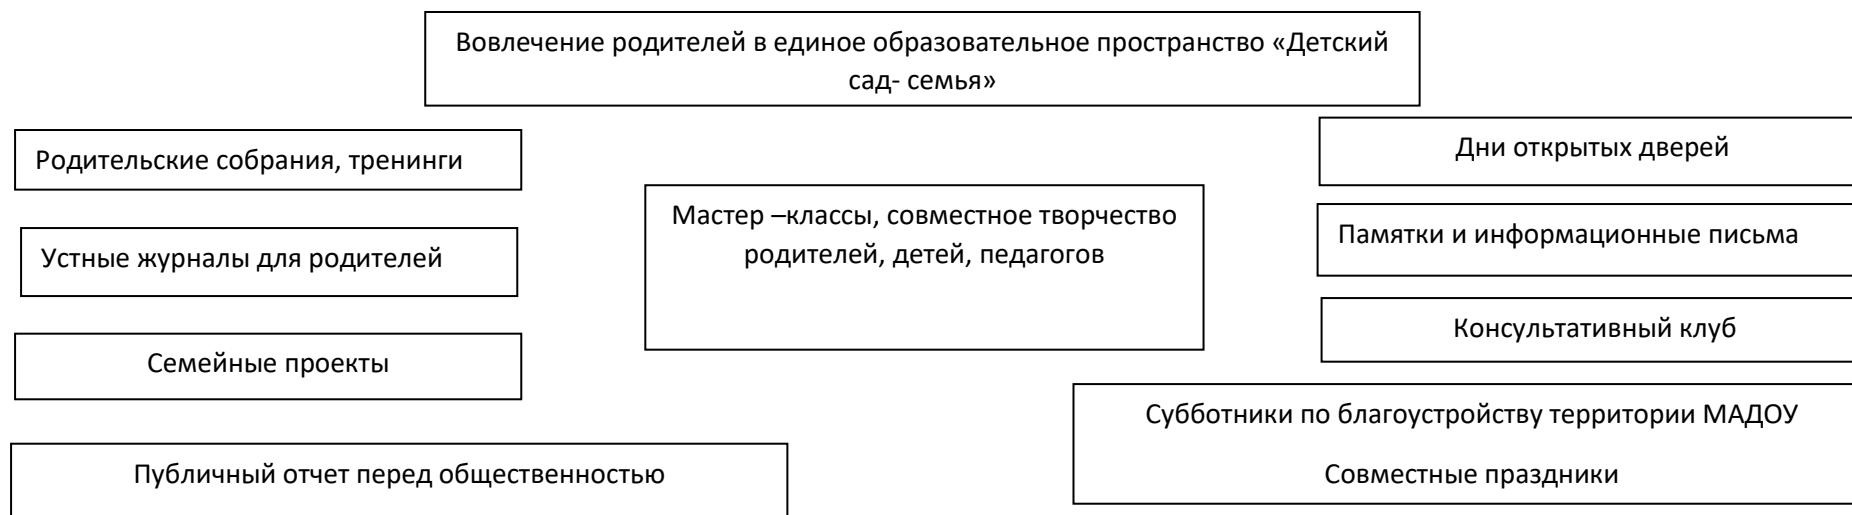 Вовлечение родителей в единое образовательное пространство «Детский
сад- семья»
Родительские собрания, тренинги
Устные журналы для родителей
Семейные проекты
Публичный отчет перед общественностью
Мастер –классы, совместное творчество
родителей, детей, педагогов
Дни открытых дверей
Памятки и информационные письма
Консультативный клуб
Субботники по благоустройству территории МАДОУ
Совместные праздники